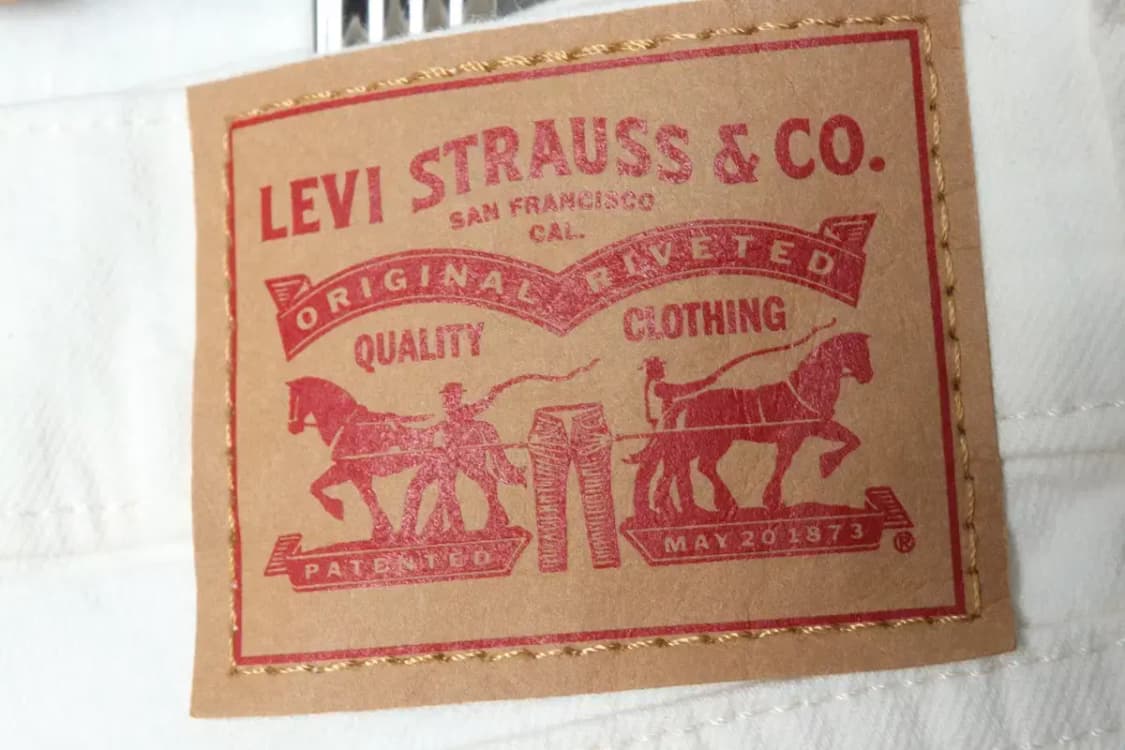 LEVI STRAUSS & CO.
SAN FRANCISCO
CAL.
ORIGINAL RIVETED
QUALITY CLOTHING
PATENTED MAY 20 1873 ®